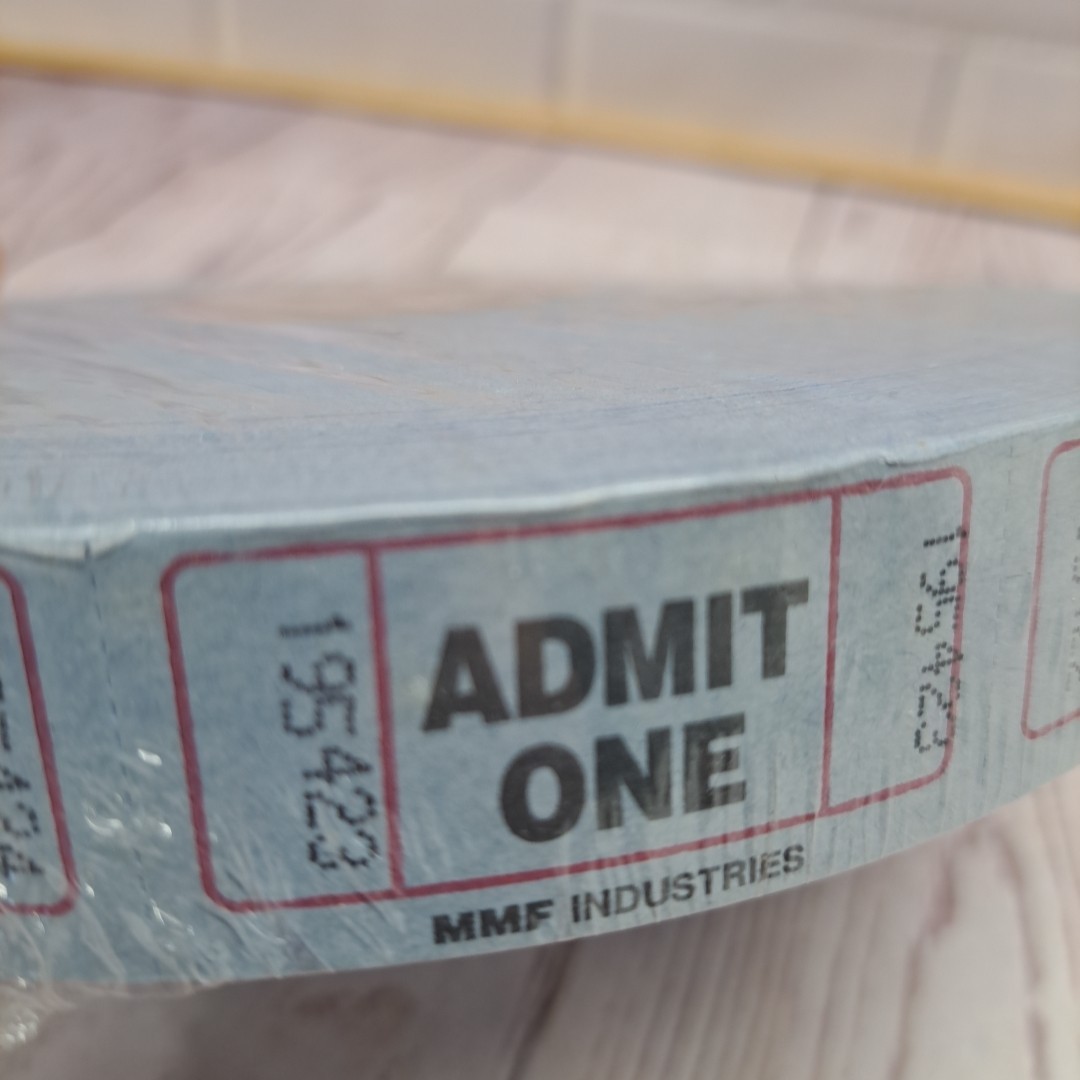 195423
ADMIT
ONE
195423
MMF INDUSTRIES